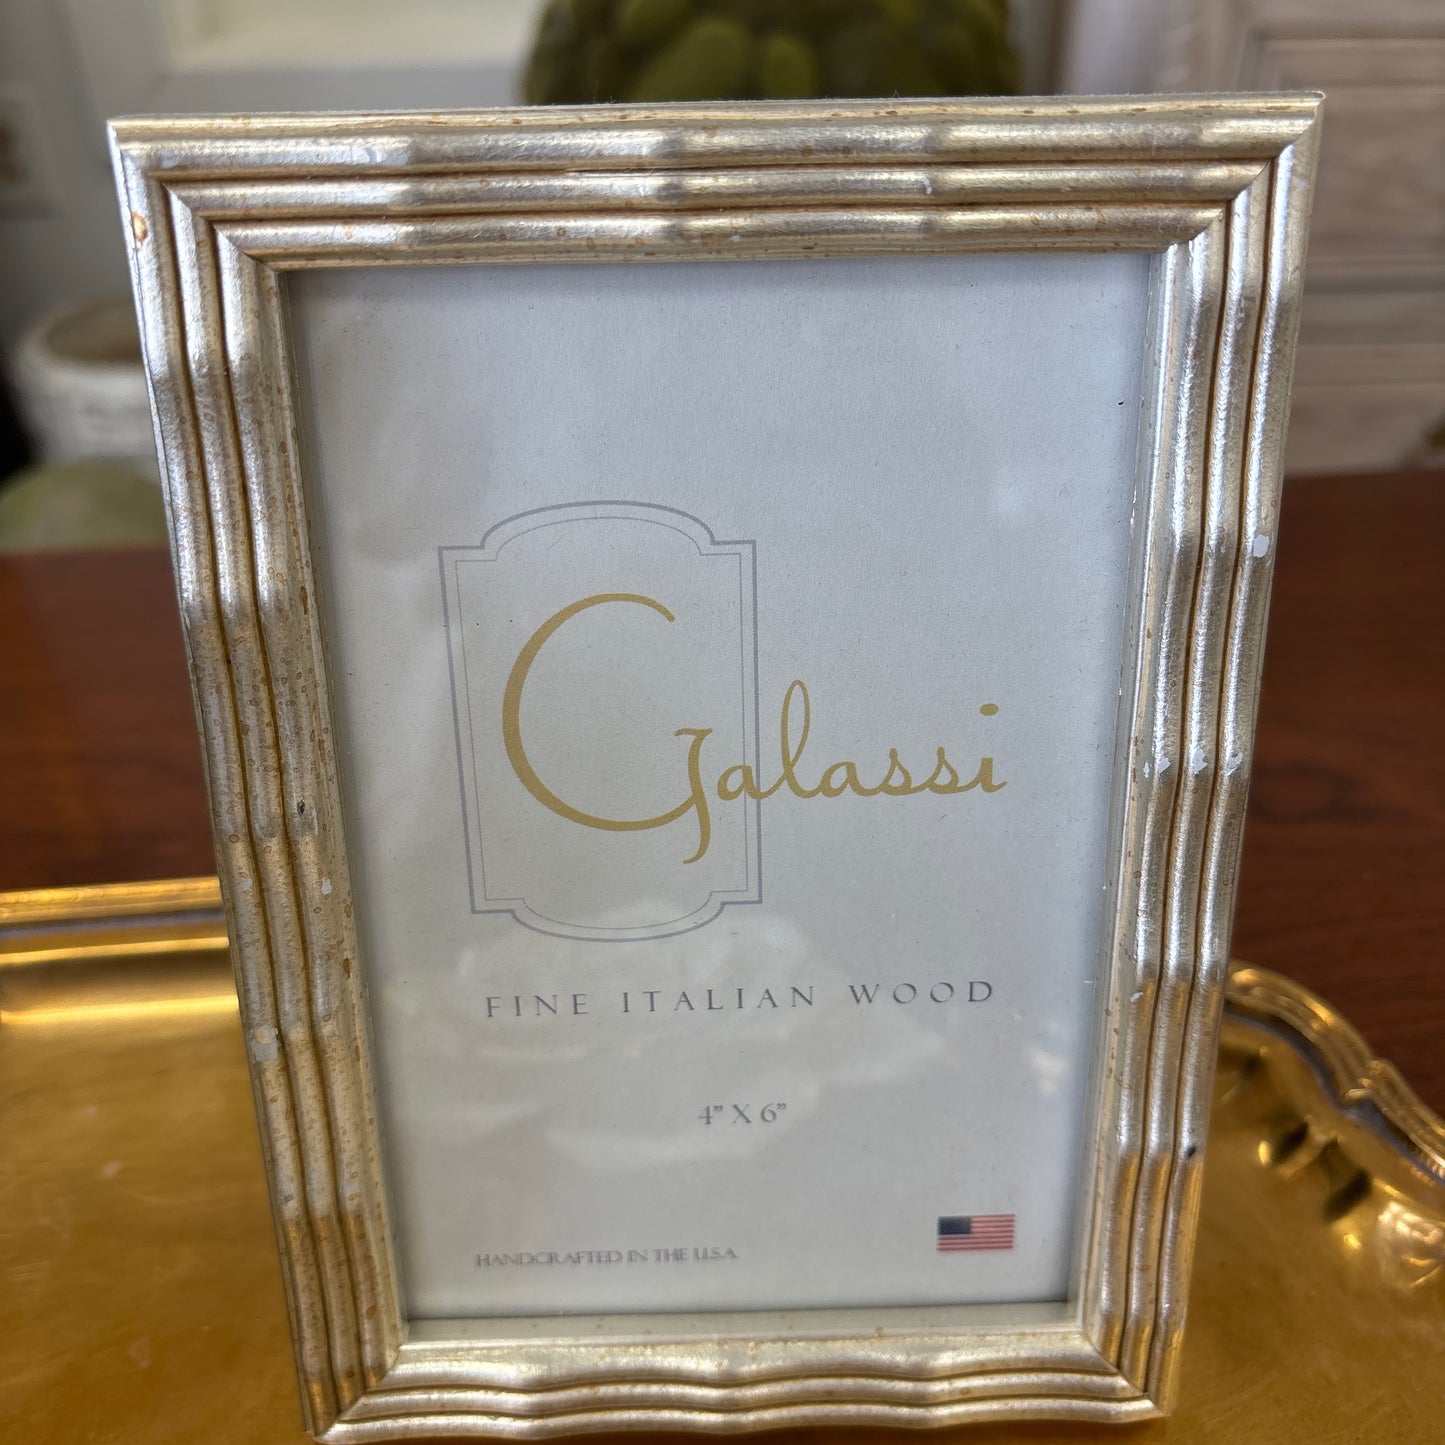 Galassi
FINE ITALIAN WOOD
4" X 6"
HANDCRAFTED IN THE U.S.A